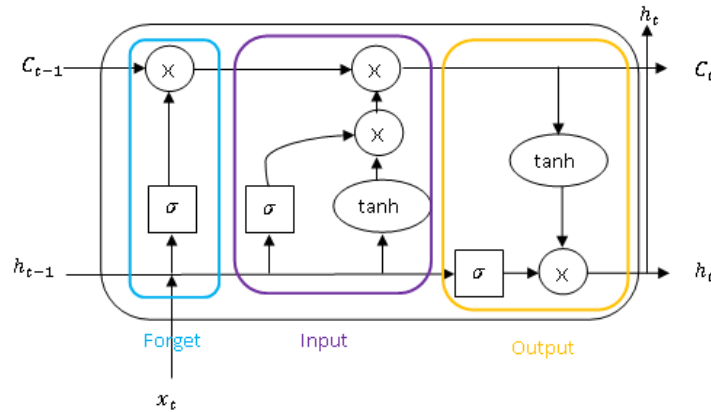 h_t
C_{t-1}
×
×
C_t
×
tanh
σ
σ
tanh
h_{t-1}
σ
×
h_t
Forget
Input
Output
x_t